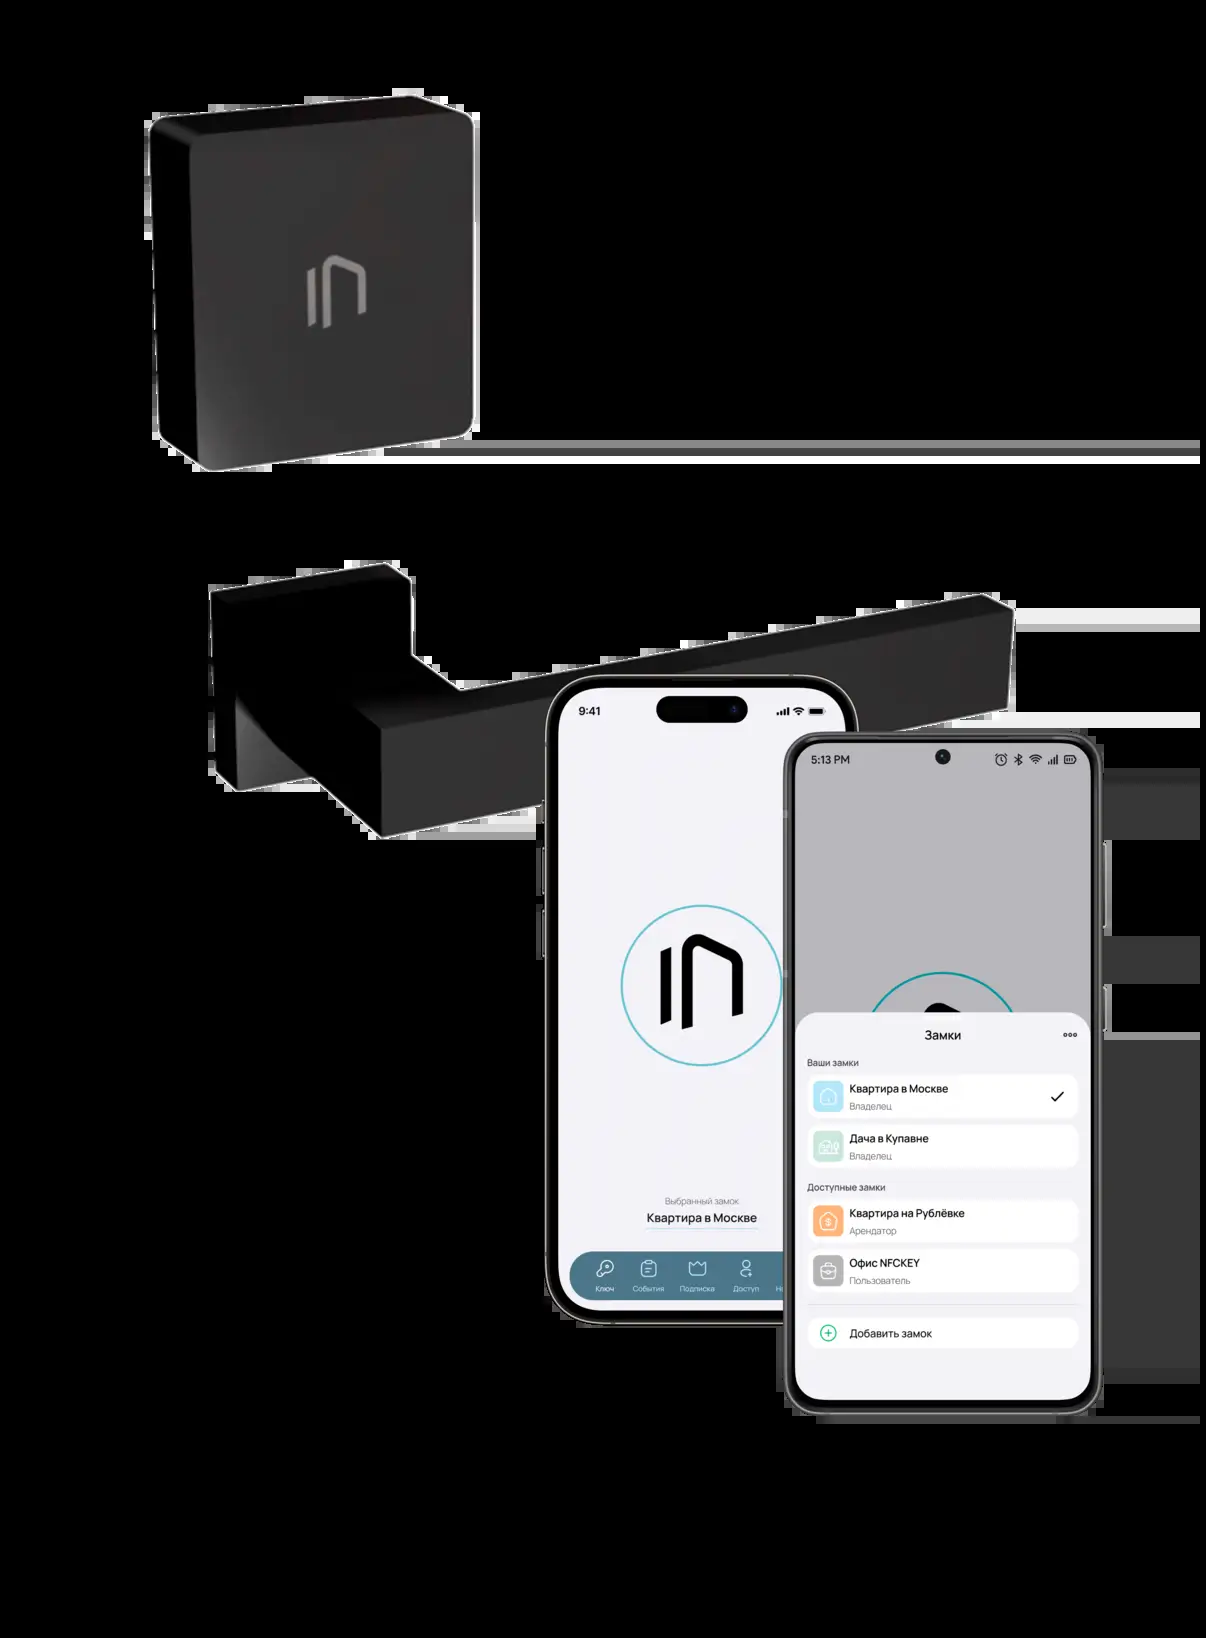 9:41
Выбранный замок
Квартира в Москве
Ключ
События
Подписка
Доступ
5:13 PM
Замки
Ваши замки
Квартира в Москве
Владелец
Дача в Купавне
Владелец
Доступные замки
Квартира на Рублёвке
Арендатор
Офис NFCKEY
Пользователь
Добавить замок